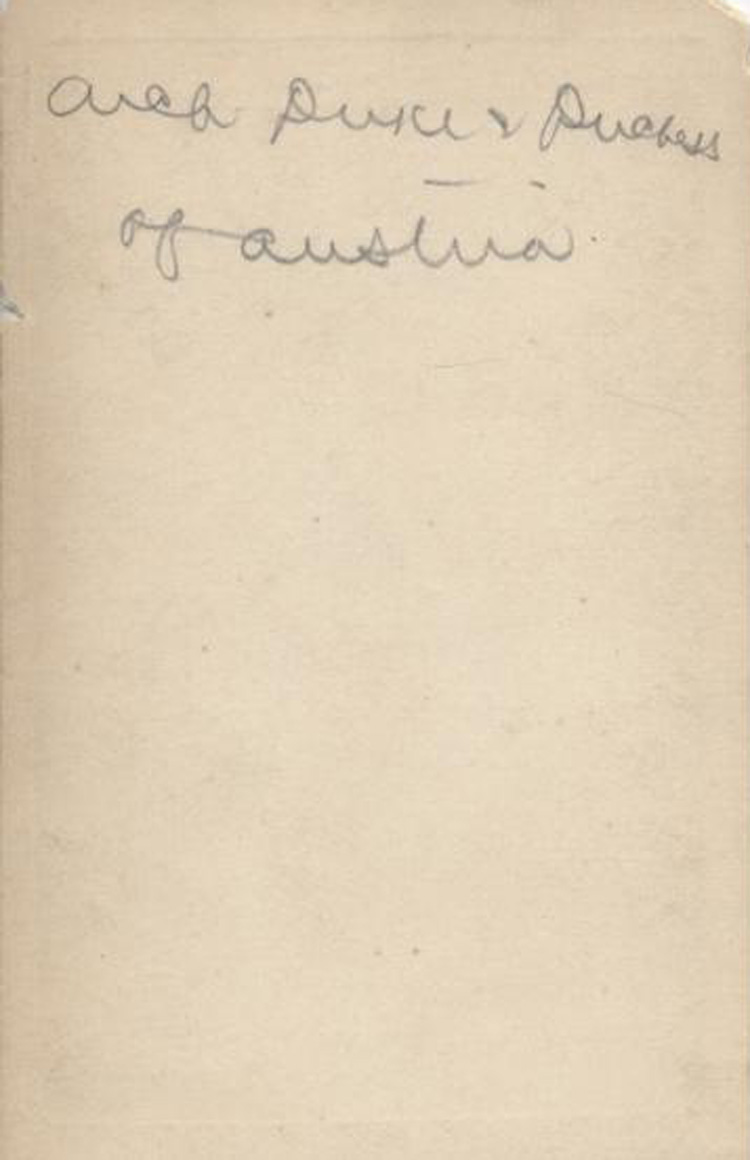 Arch Duke & Duchess
of Austria.